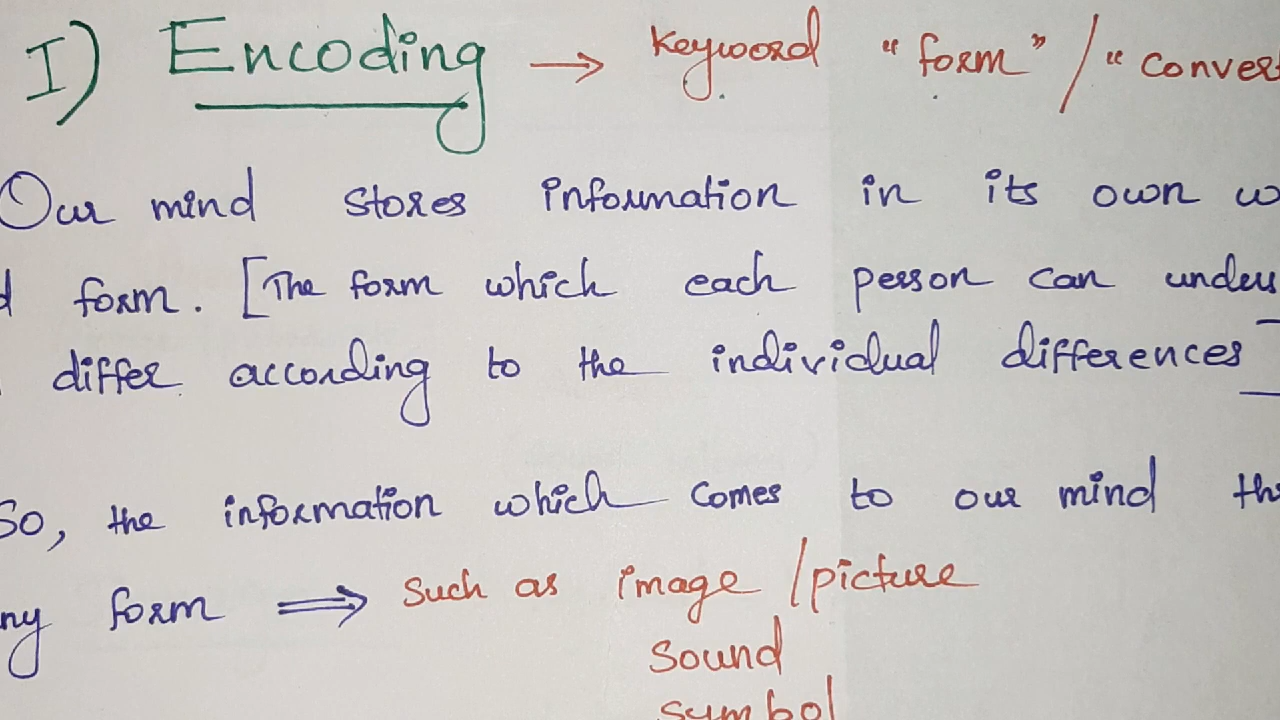 I) Encoding → Keyword "form" / "conver
Our mind stores information in its own w
d form. [The form which each person can under
differ according to the individual differences]
So, the information which comes to our mind th
ny form ⇒ Such as image / picture
Sound
symbol